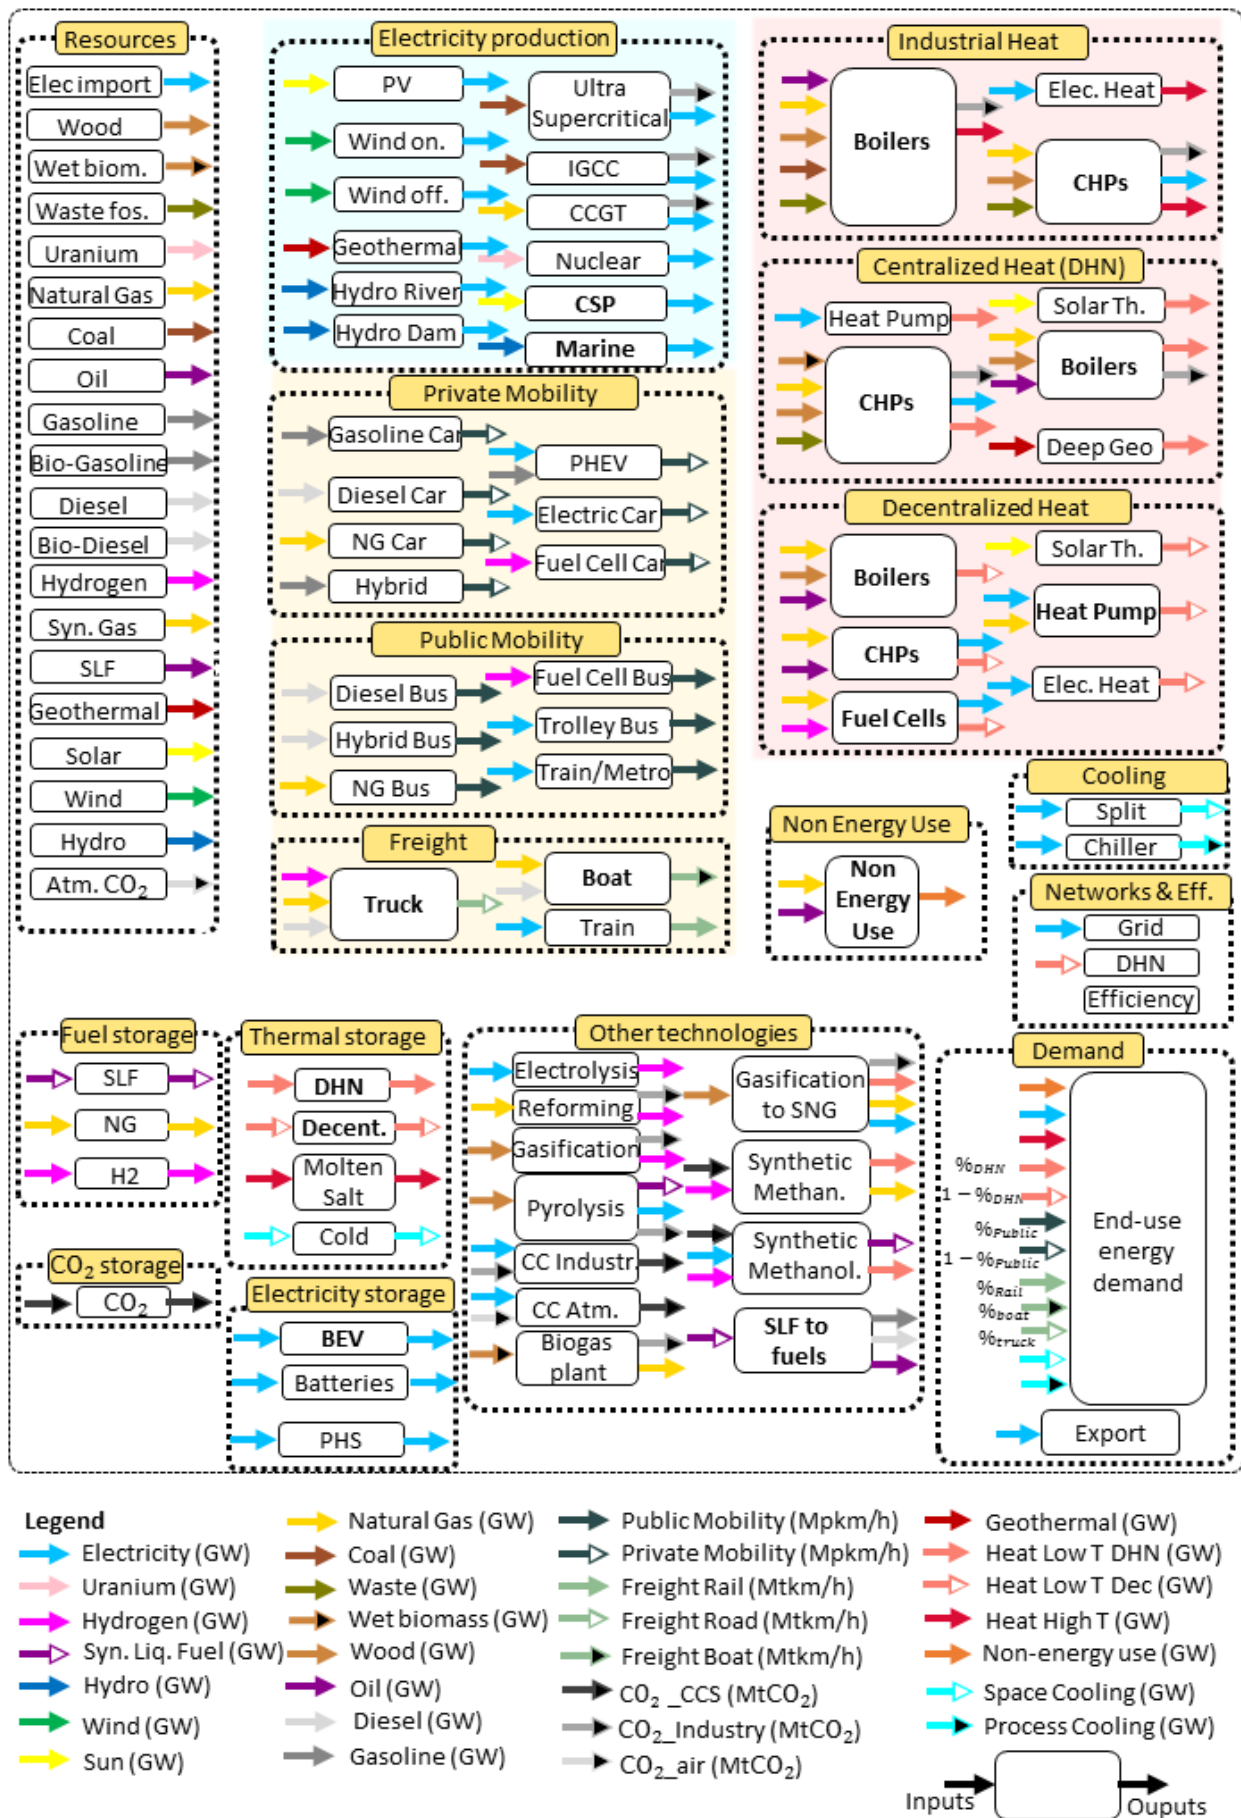 Resources
Elec import
Wood
Wet biom.
Waste fos.
Uranium
Natural Gas
Coal
Oil
Gasoline
Bio-Gasoline
Diesel
Bio-Diesel
Hydrogen
Syn. Gas
SLF
Geothermal
Solar
Wind
Hydro
Atm. CO₂
Electricity production
PV
Wind on.
Wind off.
Geothermal
Hydro River
Hydro Dam
Ultra
Supercritical
IGCC
CCGT
Nuclear
CSP
Marine
Private Mobility
Gasoline Car
Diesel Car
NG Car
Hybrid
PHEV
Electric Car
Fuel Cell Car
Public Mobility
Diesel Bus
Hybrid Bus
NG Bus
Fuel Cell Bus
Trolley Bus
Train/Metro
Freight
Truck
Boat
Train
Industrial Heat
Boilers
Elec. Heat
CHPs
Centralized Heat (DHN)
Heat Pump
CHPs
Solar Th.
Boilers
Deep Geo
Decentralized Heat
Boilers
CHPs
Fuel Cells
Solar Th.
Heat Pump
Elec. Heat
Non Energy Use
Non
Energy
Use
Cooling
Split
Chiller
Networks & Eff.
Grid
DHN
Efficiency
Fuel storage
SLF
NG
H2
CO₂ storage
CO₂
Thermal storage
DHN
Decent.
Molten
Salt
Cold
Electricity storage
BEV
Batteries
PHS
Other technologies
Electrolysis
Reforming
Gasification
Pyrolysis
CC Industr.
CC Atm.
Biogas
plant
Gasification
to SNG
Synthetic
Methan.
Synthetic
Methanol.
SLF to
fuels
Demand
%DHN
1 − %DHN
%Public
1 − %Public
%Rail
%boat
%truck
End-use
energy
demand
Export
Legend
Electricity (GW)
Uranium (GW)
Hydrogen (GW)
Syn. Liq. Fuel (GW)
Hydro (GW)
Wind (GW)
Sun (GW)
Natural Gas (GW)
Coal (GW)
Waste (GW)
Wet biomass (GW)
Wood (GW)
Oil (GW)
Diesel (GW)
Gasoline (GW)
Public Mobility (Mpkm/h)
Private Mobility (Mpkm/h)
Freight Rail (Mtkm/h)
Freight Road (Mtkm/h)
Freight Boat (Mtkm/h)
CO₂ _CCS (MtCO₂)
CO₂_Industry (MtCO₂)
CO₂_air (MtCO₂)
Geothermal (GW)
Heat Low T DHN (GW)
Heat Low T Dec (GW)
Heat High T (GW)
Non-energy use (GW)
Space Cooling (GW)
Process Cooling (GW)
Inputs
Ouputs